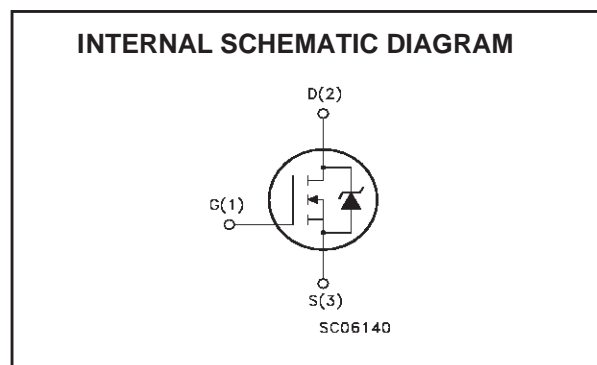 INTERNAL SCHEMATIC DIAGRAM
D(2)
G(1)
S(3)
SC06140